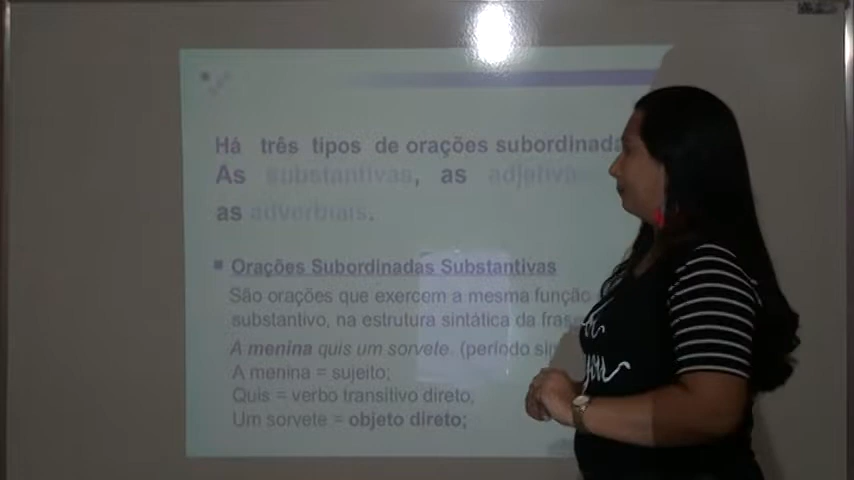 Há três tipos de orações subordinada
As substantivas, as adjetiva
as adverbiais.
Orações Subordinadas Substantivas
São orações que exercem a mesma função
substantivo, na estrutura sintática da fras
A menina quis um sorvete. (período sim
A menina = sujeito;
Quis = verbo transitivo direto,
Um sorvete = objeto direto;
you